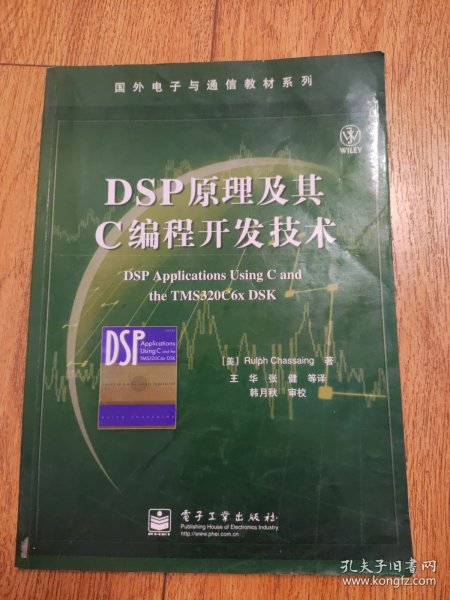 国外电子与通信教材系列
WILEY
DSP原理及其
C编程开发技术
DSP Applications Using C and
the TMS320C6x DSK
DSP Applications
Using C and the
TMS320C6x DSK
RULPH CHASSAING
[美] Rulph Chassaing 著
王 华 张 健 等译
韩月秋 审校
電子工業出版社
Publishing House of Electronics Industry
http://www.phei.com.cn
孔夫子旧书网
www.kongfz.com